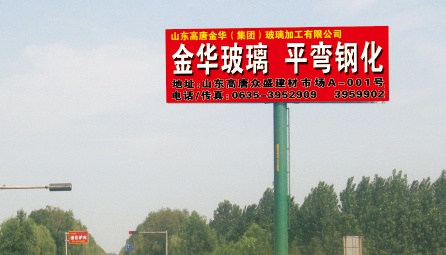 山东高唐金华（集团）玻璃加工有限公司
金华玻璃 平弯钢化
地址:山东高唐众盛建材市场A-001号
电话/传真:0635-3952909 3959902